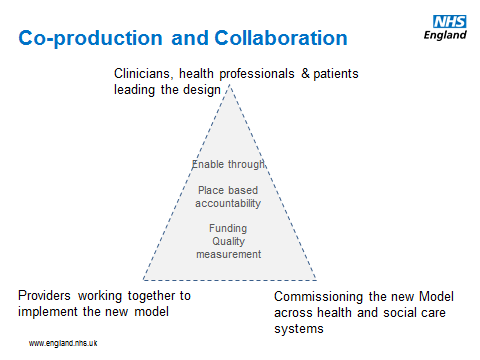 Co-production and Collaboration
NHS
England
Clinicians, health professionals & patients
leading the design
Enable through
Place based
accountability
Funding
Quality
measurement
Providers working together to
implement the new model
Commissioning the new Model
across health and social care
systems
www.england.nhs.uk